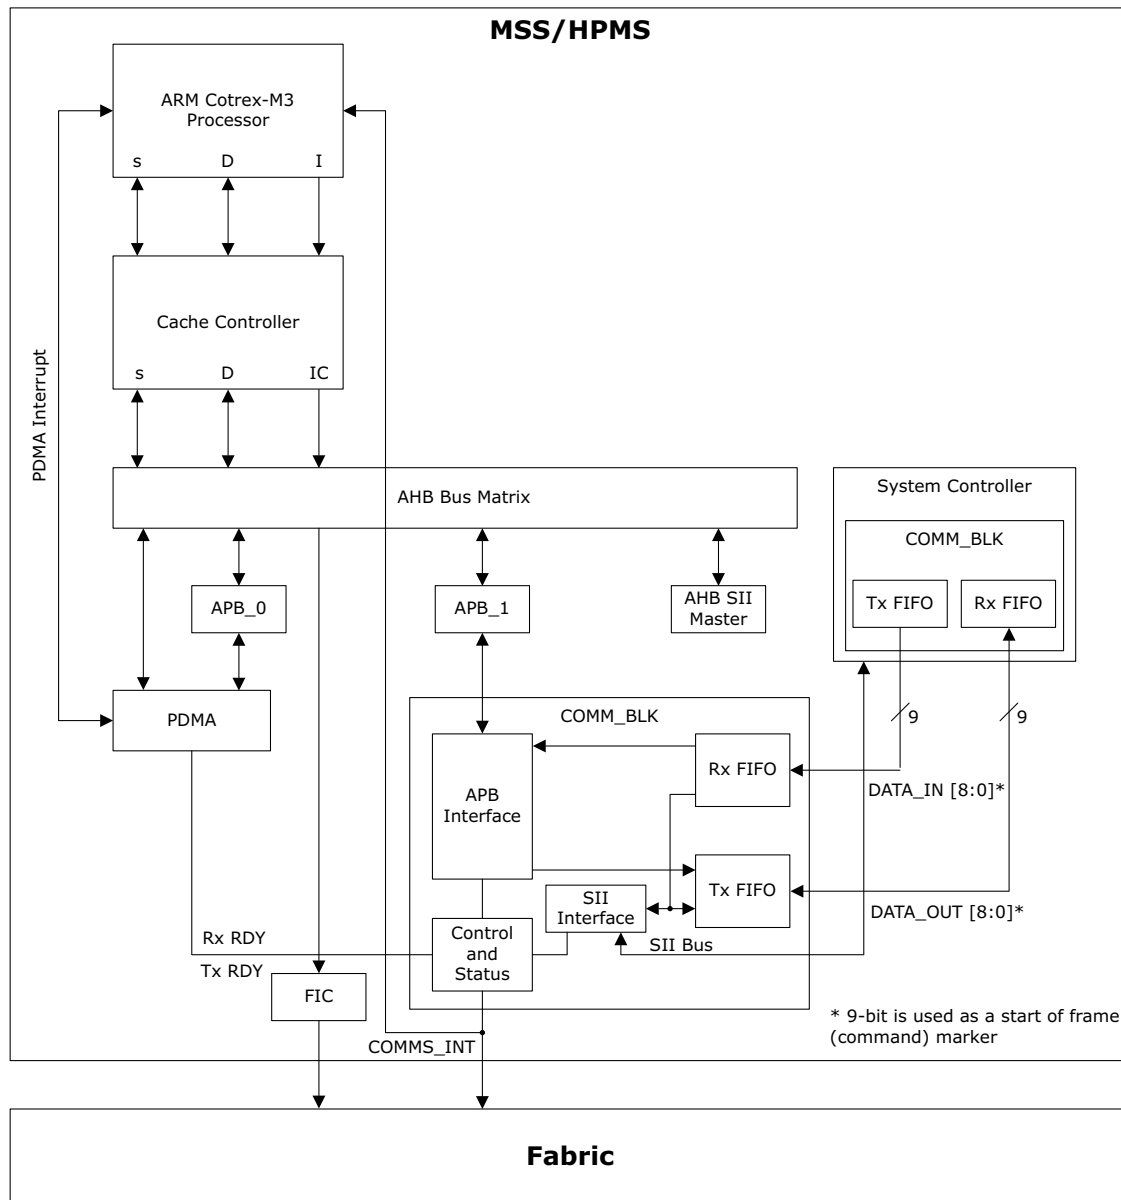 MSS/HPMS
ARM Cotrex-M3
Processor
s D I
Cache Controller
s D IC
PDMA Interrupt
AHB Bus Matrix
System Controller
COMM_BLK
Tx FIFO Rx FIFO
APB_0
APB_1
AHB SII
Master
PDMA
9 9
COMM_BLK
APB
Interface
Rx FIFO
DATA_IN [8:0]*
Tx FIFO
DATA_OUT [8:0]*
SII
Interface
SII Bus
Control
and
Status
Rx RDY
Tx RDY
FIC
COMMS_INT
* 9-bit is used as a start of frame
(command) marker
Fabric